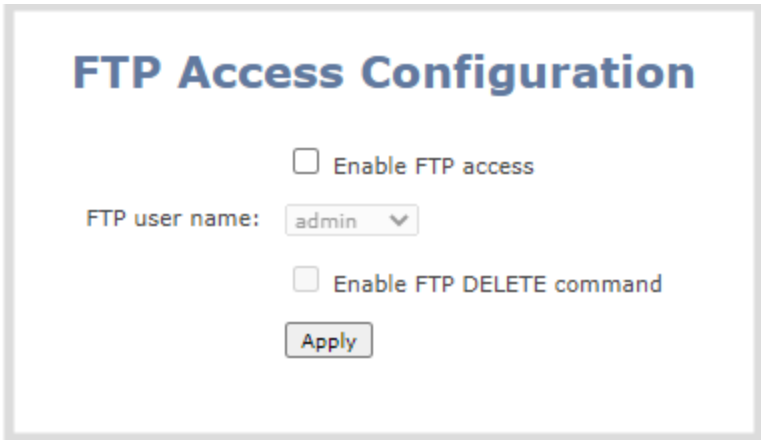 FTP Access Configuration
Enable FTP access
FTP user name: admin
Enable FTP DELETE command
Apply